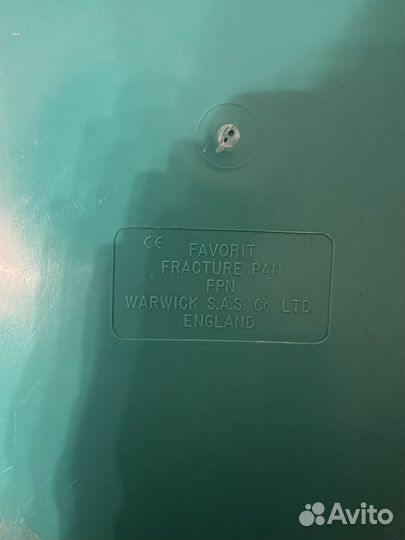 CE FAVORIT
FRACTURE PAN
FPN
WARWICK S.A.S. Co LTD.
ENGLAND
Avito